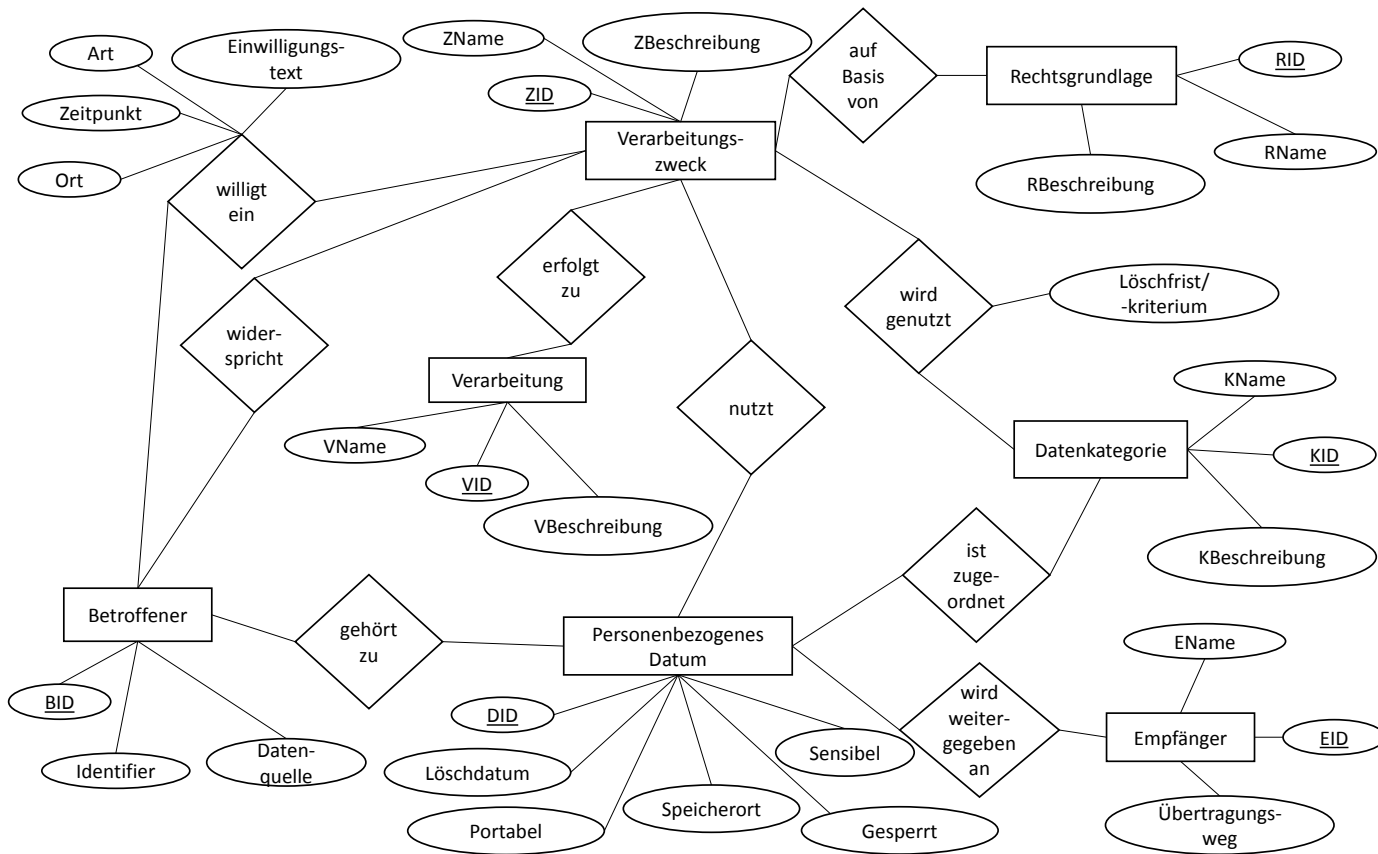 Art
Einwilligungs-
text
Zeitpunkt
Ort
willigt
ein
ZName
ZBeschreibung
ZID
Verarbeitungs-
zweck
auf
Basis
von
Rechtsgrundlage
RID
RName
RBeschreibung
wider-
spricht
erfolgt
zu
Verarbeitung
VName
VID
VBeschreibung
nutzt
wird
genutzt
Löschfrist/
-kriterium
Datenkategorie
KName
KID
KBeschreibung
ist
zuge-
ordnet
Betroffener
BID
Identifier
Daten-
quelle
gehört
zu
Personenbezogenes
Datum
DID
Löschdatum
Portabel
Speicherort
Sensibel
Gesperrt
wird
weiter-
gegeben
an
Empfänger
EName
EID
Übertragungs-
weg